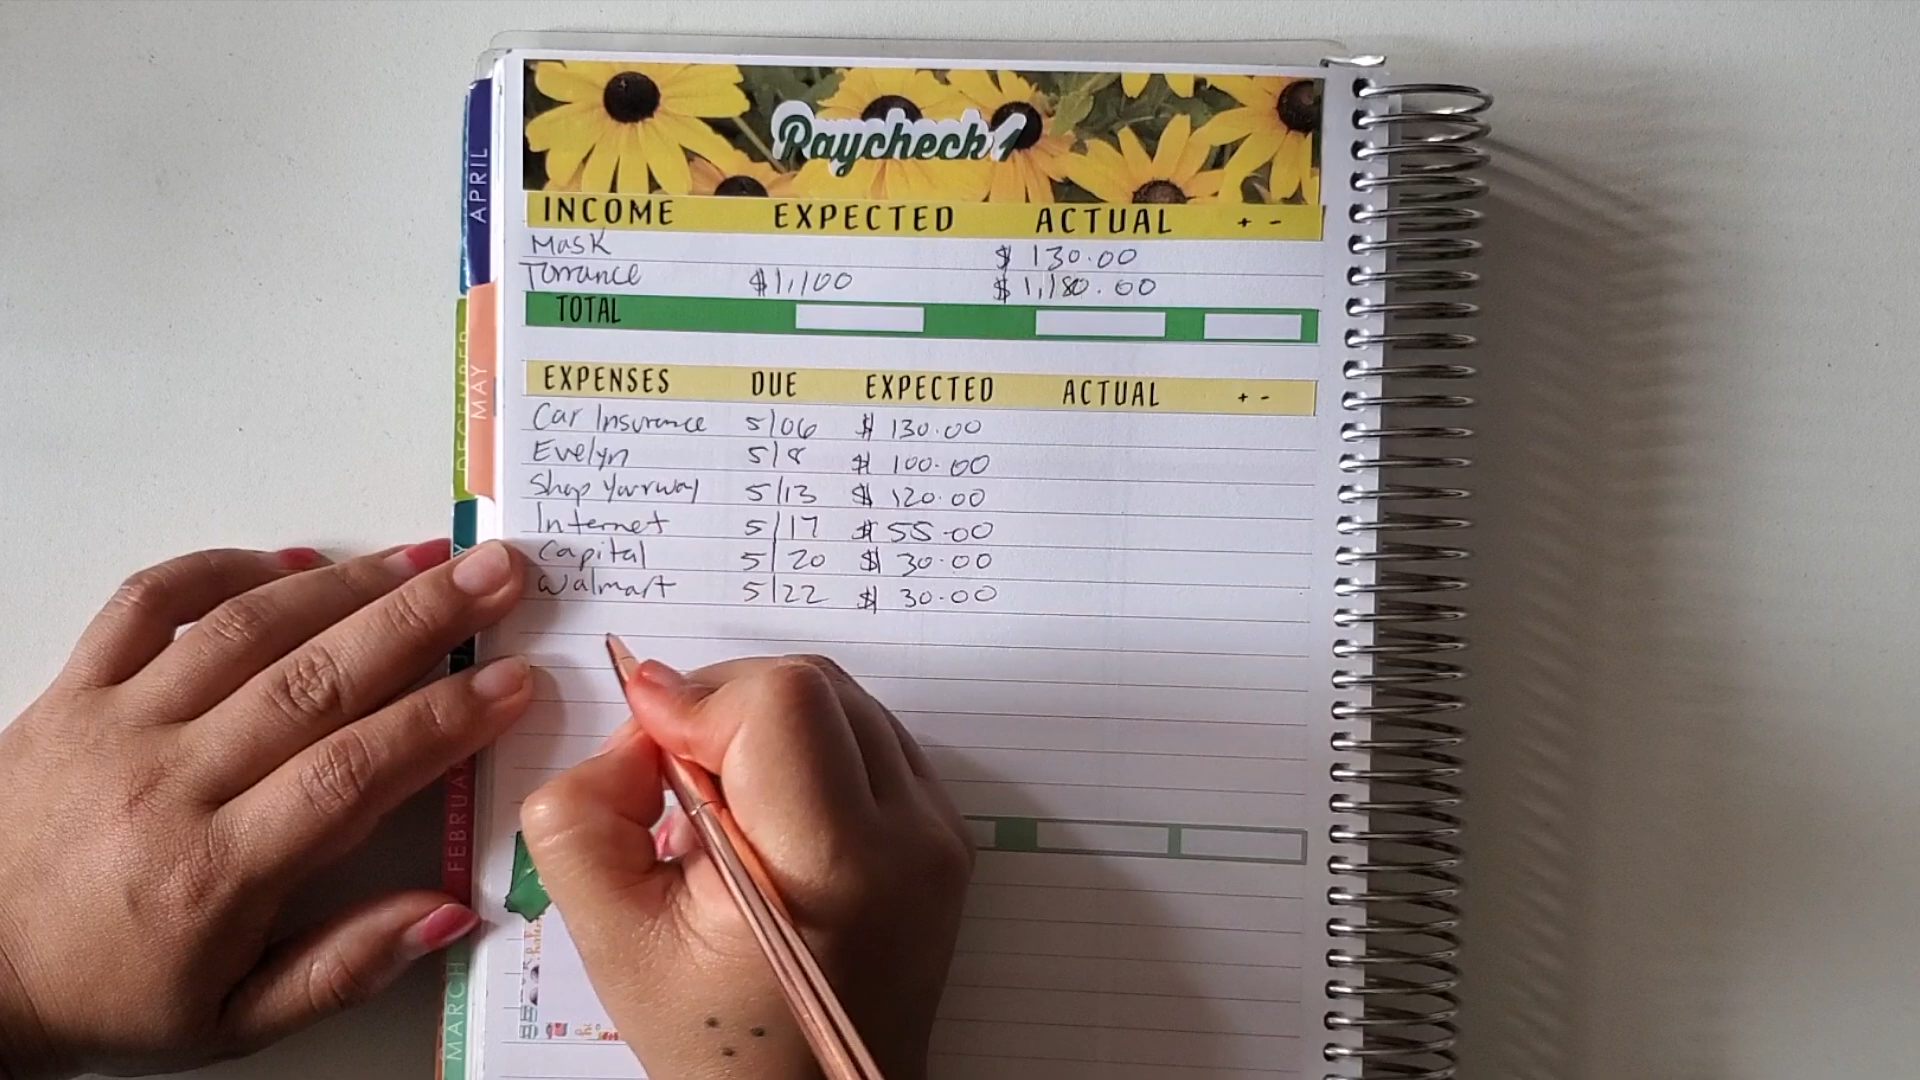 Paycheck 1
INCOME EXPECTED ACTUAL + -
Mask $ 130.00
Torrance $1,100 $ 1,180.00
TOTAL
EXPENSES DUE EXPECTED ACTUAL + -
Car Insurance 5/06 $ 130.00
Evelyn 5/8 $ 100.00
Shop Yourway 5/13 $ 120.00
Internet 5/17 $ 55.00
Capital 5/20 $ 30.00
Walmart 5/22 $ 30.00
APRIL
MAY
DECEMBER
FEBRUAR
MARCH